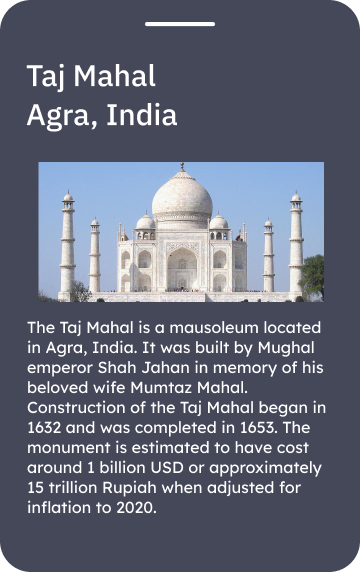 Taj Mahal
Agra, India
The Taj Mahal is a mausoleum located
in Agra, India. It was built by Mughal
emperor Shah Jahan in memory of his
beloved wife Mumtaz Mahal.
Construction of the Taj Mahal began in
1632 and was completed in 1653. The
monument is estimated to have cost
around 1 billion USD or approximately
15 trillion Rupiah when adjusted for
inflation to 2020.